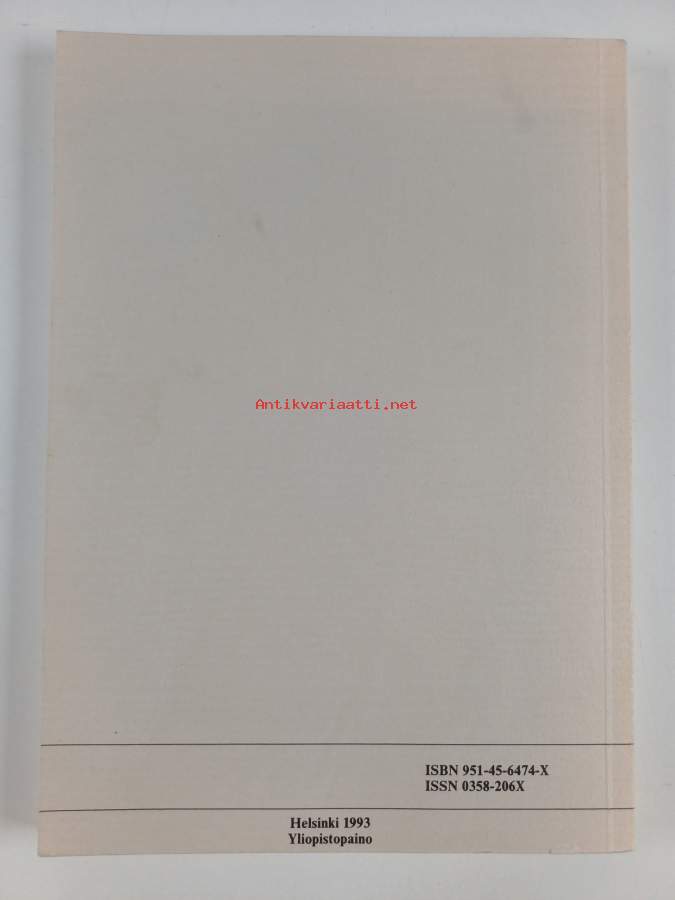 Antikvariaatti.net
ISBN 951-45-6474-X
ISSN 0358-206X
Helsinki 1993
Yliopistopaino